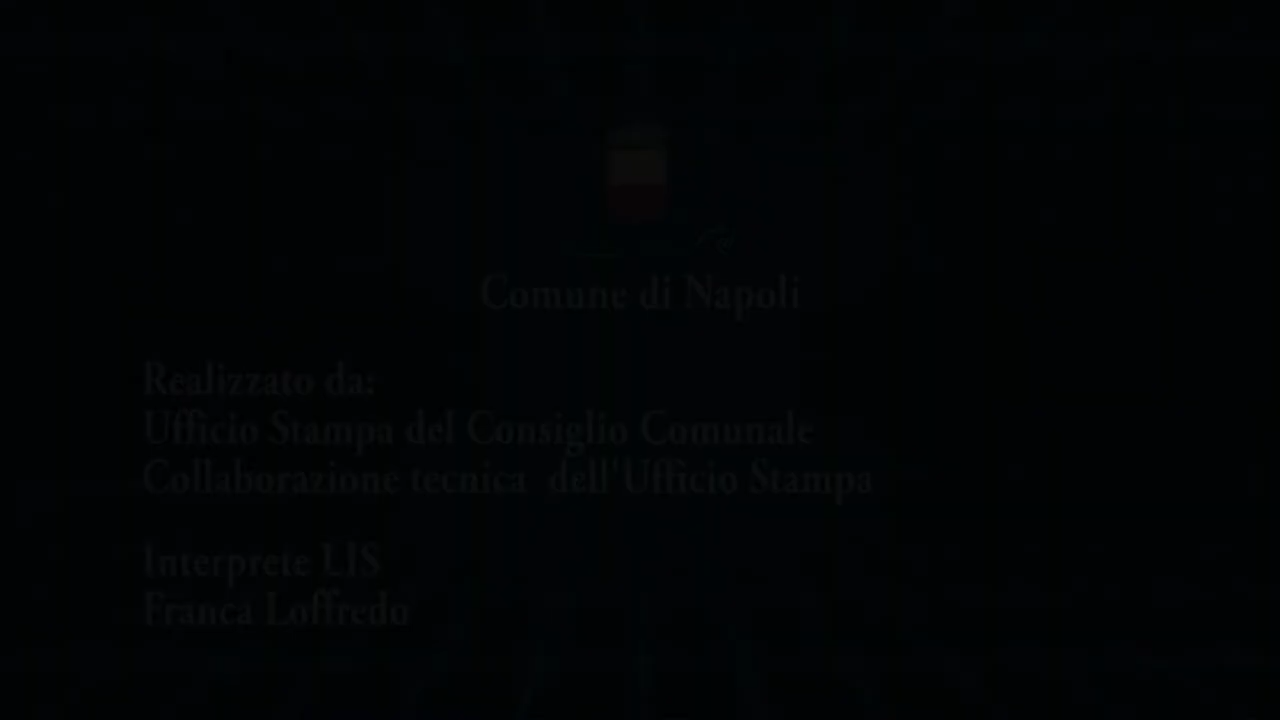 Comune di Napoli
Realizzato da:
Ufficio Stampa del Consiglio Comunale
Collaborazione tecnica dell'Ufficio Stampa
Interprete LIS
Franca Loffredo